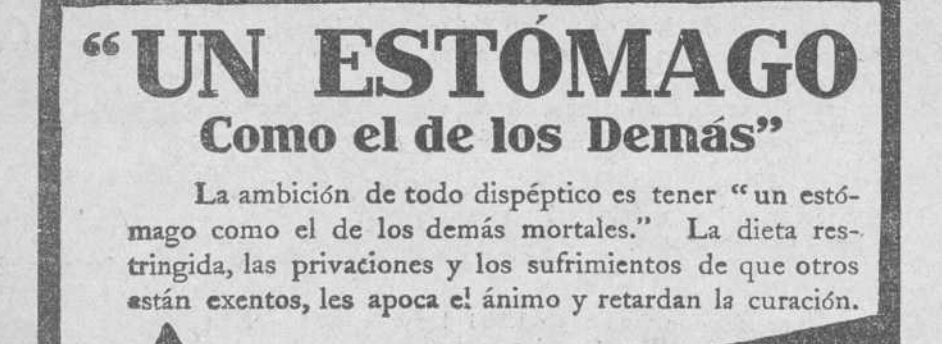 “UN ESTÓMAGO
Como el de los Demás”
La ambición de todo dispéptico es tener “un estó-
mago como el de los demás mortales.” La dieta res-
tringida, las privaciones y los sufrimientos de que otros
están exentos, les apoca el ánimo y retardan la curación.